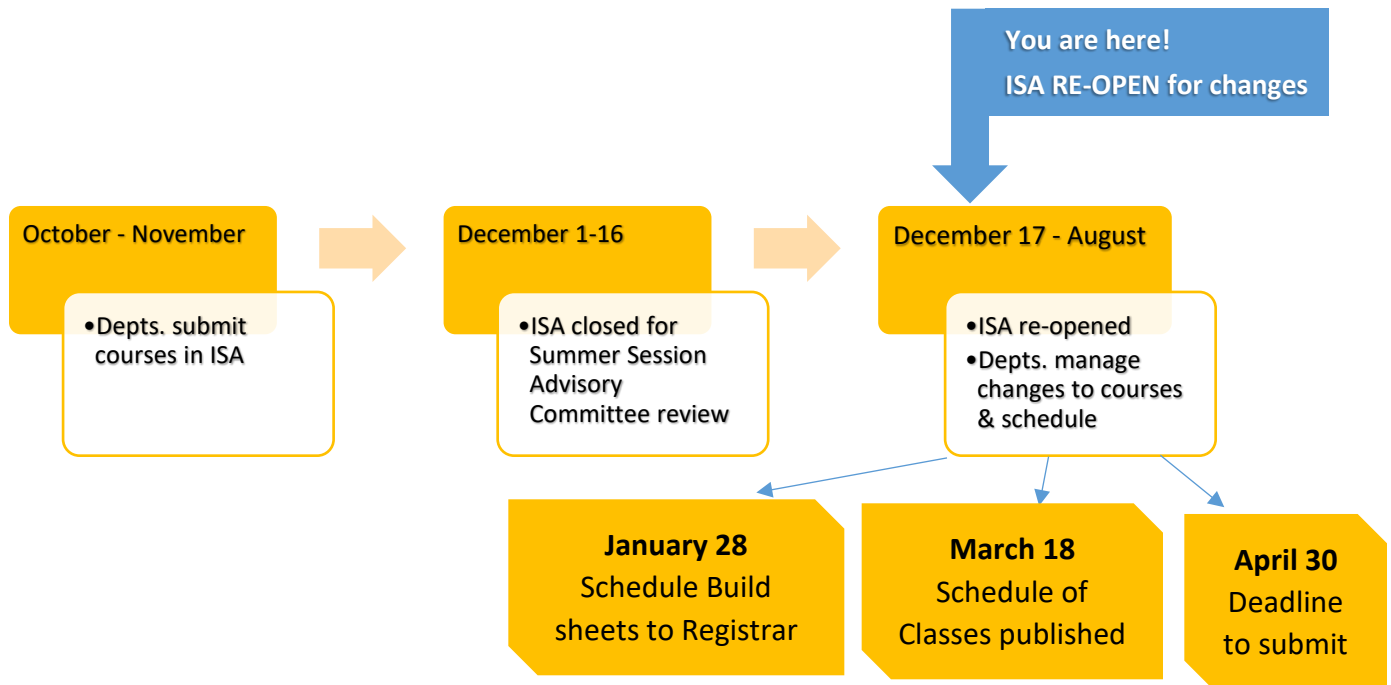 You are here!
ISA RE-OPEN for changes
October - November
•Depts. submit
courses in ISA
December 1-16
•ISA closed for
Summer Session
Advisory
Committee review
December 17 - August
•ISA re-opened
•Depts. manage
changes to courses
& schedule
January 28
Schedule Build
sheets to Registrar
March 18
Schedule of
Classes published
April 30
Deadline
to submit